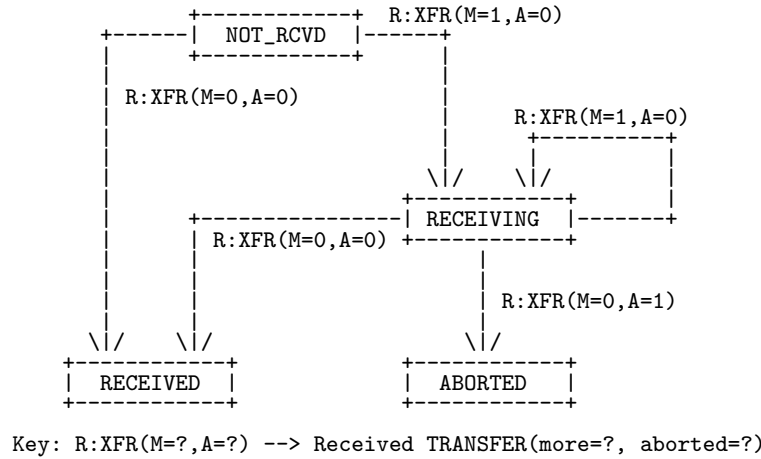 R:XFR(M=1,A=0)
NOT_RCVD
R:XFR(M=0,A=0)
R:XFR(M=1,A=0)
RECEIVING
R:XFR(M=0,A=0)
R:XFR(M=0,A=1)
RECEIVED
ABORTED
Key: R:XFR(M=?,A=?) --> Received TRANSFER(more=?, aborted=?)